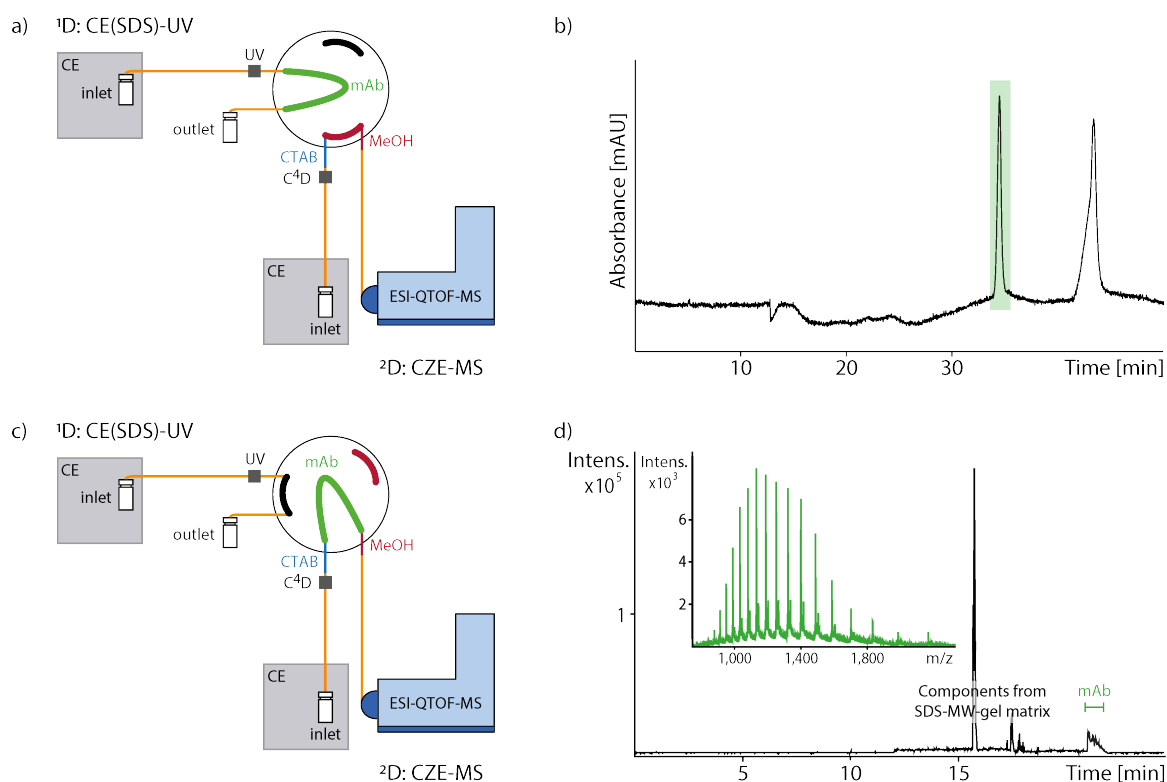 a)
¹D: CE(SDS)-UV
CE
inlet
UV
mAb
outlet
MeOH
CTAB
C⁴D
CE
inlet
ESI-QTOF-MS
²D: CZE-MS
b)
Absorbance [mAU]
10
20
30
Time [min]
c)
¹D: CE(SDS)-UV
CE
inlet
UV
mAb
outlet
MeOH
CTAB
C⁴D
CE
inlet
ESI-QTOF-MS
²D: CZE-MS
d)
Intens.
x10⁵
1
Intens.
x10³
6
4
2
1,000
1,400
1,800
m/z
Components from
SDS-MW-gel matrix
mAb
5
10
15
Time [min]